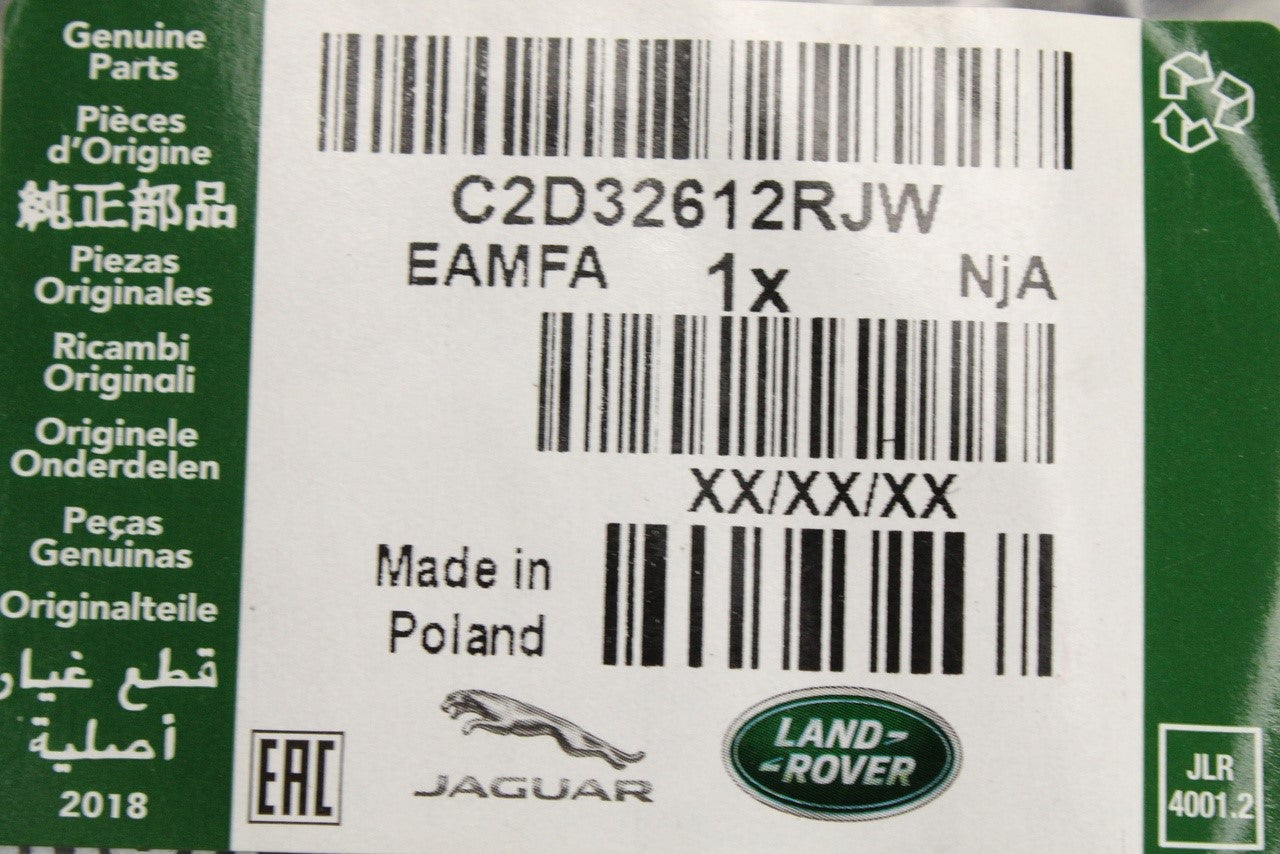 Genuine
Parts
Pièces
d'Origine
純正部品
Piezas
Originales
Ricambi
Originali
Originele
Onderdelen
Peças
Genuinas
Originalteile
قطع غيار
أصلية
2018
C2D32612RJW
EAMFA 1x NjA
XX/XX/XX
Made in
Poland
EAC
JAGUAR
LAND-
-ROVER
JLR
4001.2